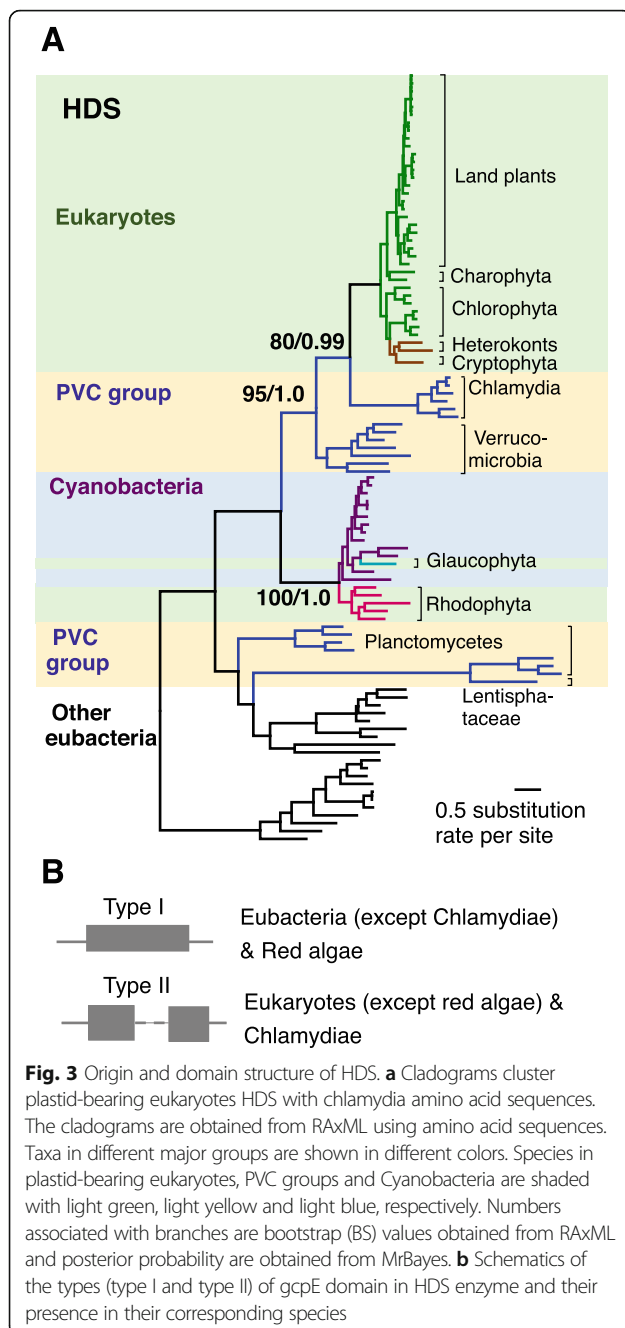 A
HDS
Eukaryotes
Land plants
Charophyta
Chlorophyta
80/0.99
Heterokonts
Cryptophyta
PVC group
95/1.0
Chlamydia
Verruco-
microbia
Cyanobacteria
Glaucophyta
100/1.0
Rhodophyta
PVC
group
Planctomycetes
Lentispha-
taceae
Other
eubacteria
0.5 substitution
rate per site
B
Type I
Eubacteria (except Chlamydiae)
& Red algae
Type II
Eukaryotes (except red algae) &
Chlamydiae
Fig. 3 Origin and domain structure of HDS. a Cladograms cluster
plastid-bearing eukaryotes HDS with chlamydia amino acid sequences.
The cladograms are obtained from RAxML using amino acid sequences.
Taxa in different major groups are shown in different colors. Species in
plastid-bearing eukaryotes, PVC groups and Cyanobacteria are shaded
with light green, light yellow and light blue, respectively. Numbers
associated with branches are bootstrap (BS) values obtained from RAxML
and posterior probability are obtained from MrBayes. b Schematics of
the types (type I and type II) of gcpE domain in HDS enzyme and their
presence in their corresponding species